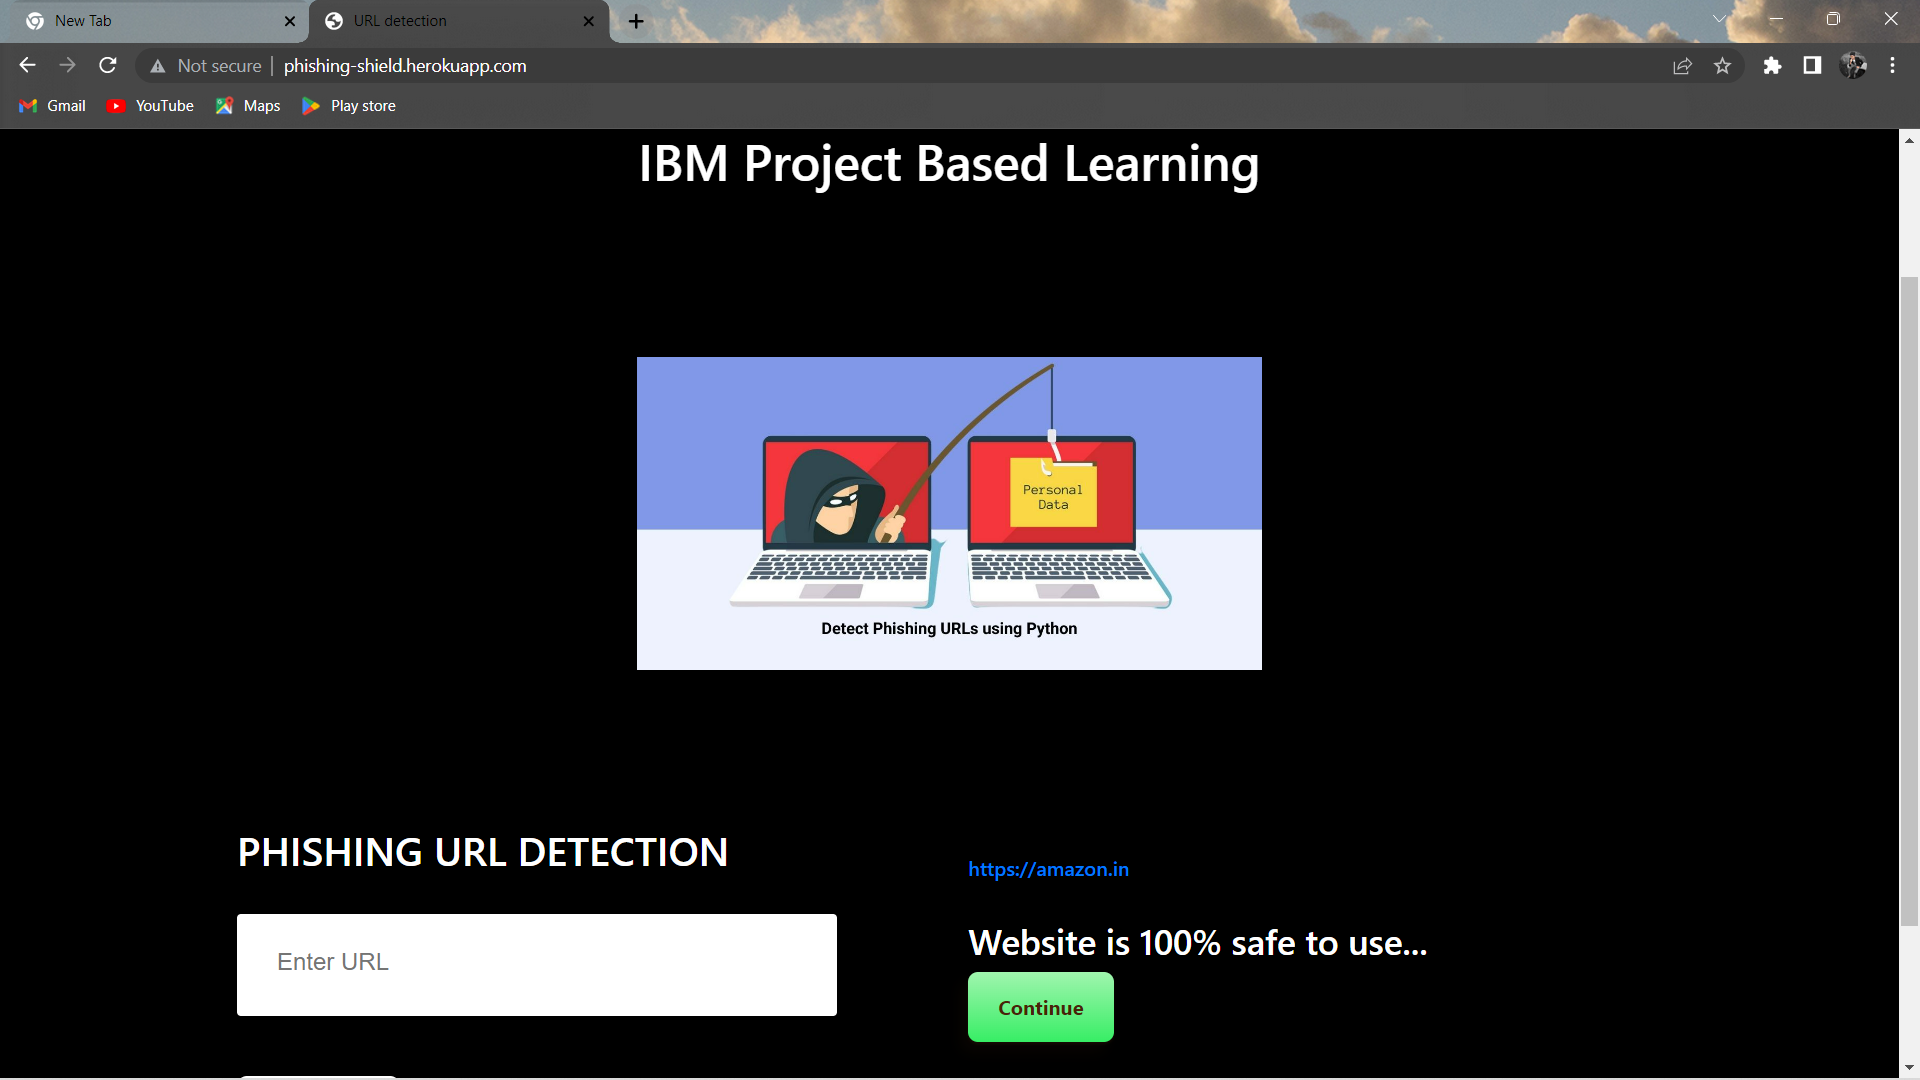 New Tab
URL detection
Not secure
phishing-shield.herokuapp.com
Gmail
YouTube
Maps
Play store
IBM Project Based Learning
Personal
Data
Detect Phishing URLs using Python
PHISHING URL DETECTION
Enter URL
https://amazon.in
Website is 100% safe to use...
Continue